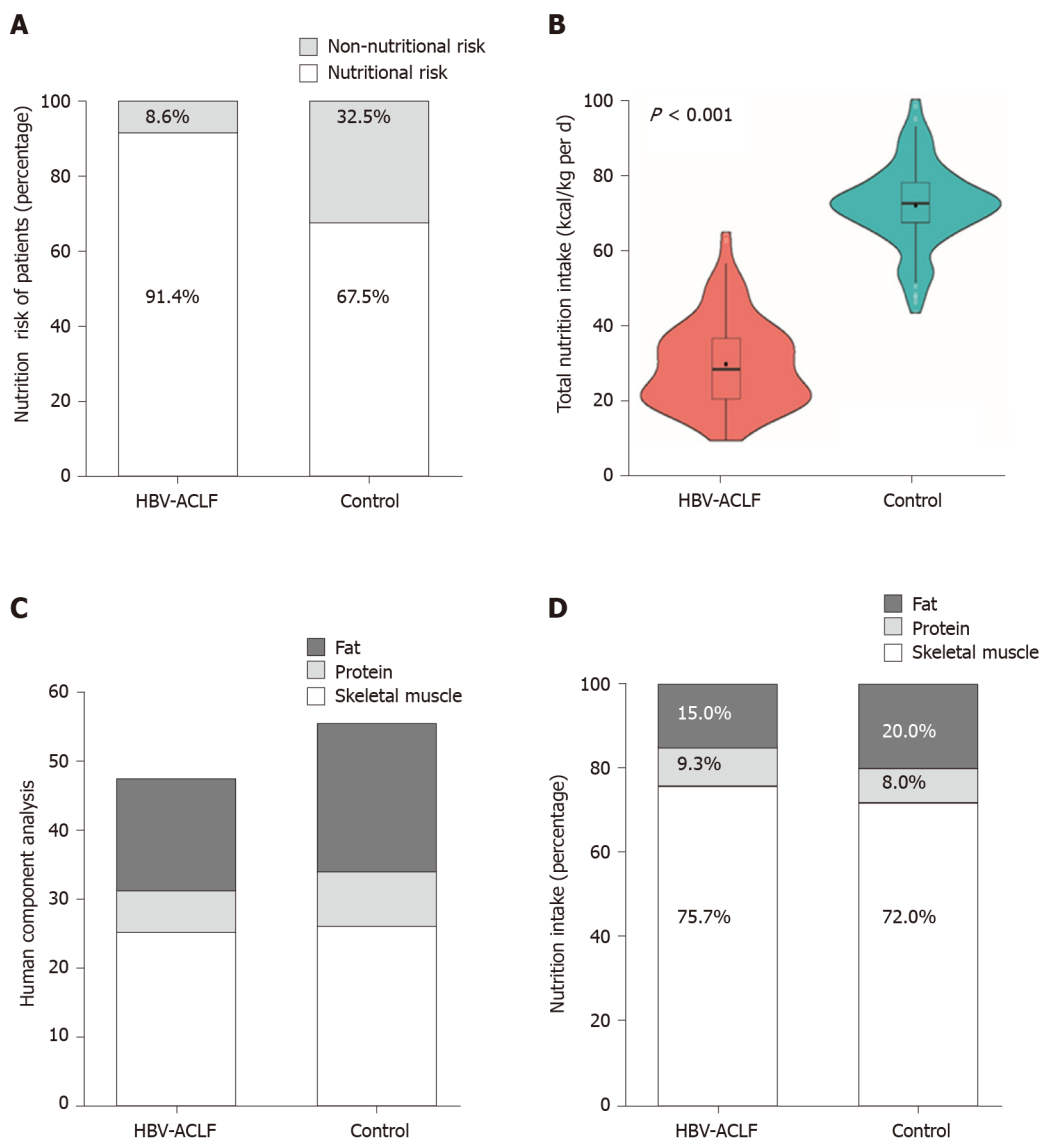 A
Non-nutritional risk
Nutritional risk
Nutrition risk of patients (percentage)
100
80
60
40
20
0
8.6%
32.5%
91.4%
67.5%
HBV-ACLF
Control
B
P < 0.001
Total nutrition intake (kcal/kg per d)
100
80
60
40
20
0
HBV-ACLF
Control
C
Fat
Protein
Skeletal muscle
Human component analysis
60
50
40
30
20
10
0
HBV-ACLF
Control
D
Fat
Protein
Skeletal muscle
Nutrition intake (percentage)
100
80
60
40
20
0
15.0%
20.0%
9.3%
8.0%
75.7%
72.0%
HBV-ACLF
Control